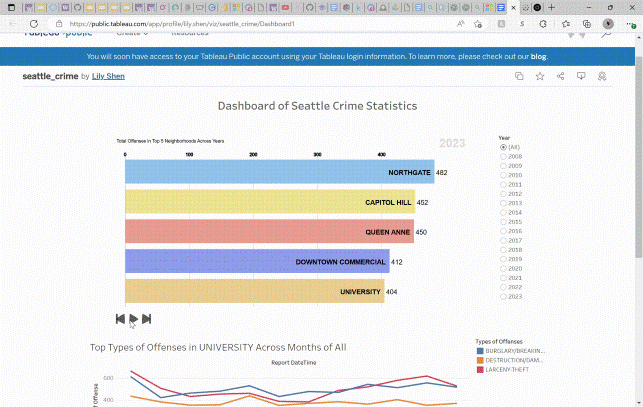 https://public.tableau.com/app/profile/lily.shen/viz/seattle_crime/Dashboard1
You will soon have access to your Tableau Public account using your Tableau login information. To learn more, please check out our blog.
seattle_crime by Lily Shen
Dashboard of Seattle Crime Statistics
Total Offenses in Top 5 Neighborhoods Across Years
2023
0 100 200 300 400
NORTHGATE 482
CAPITOL HILL 452
QUEEN ANNE 450
DOWNTOWN COMMERCIAL 412
UNIVERSITY 404
Year
(All)
2008
2009
2010
2011
2012
2013
2014
2015
2016
2017
2018
2019
2020
2021
2022
2023
Top Types of Offenses in UNIVERSITY Across Months of All
Report DateTime
600
400
of Offense
Types of Offenses
BURGLARY/BREAKIN...
DESTRUCTION/DAM...
LARCENY-THEFT